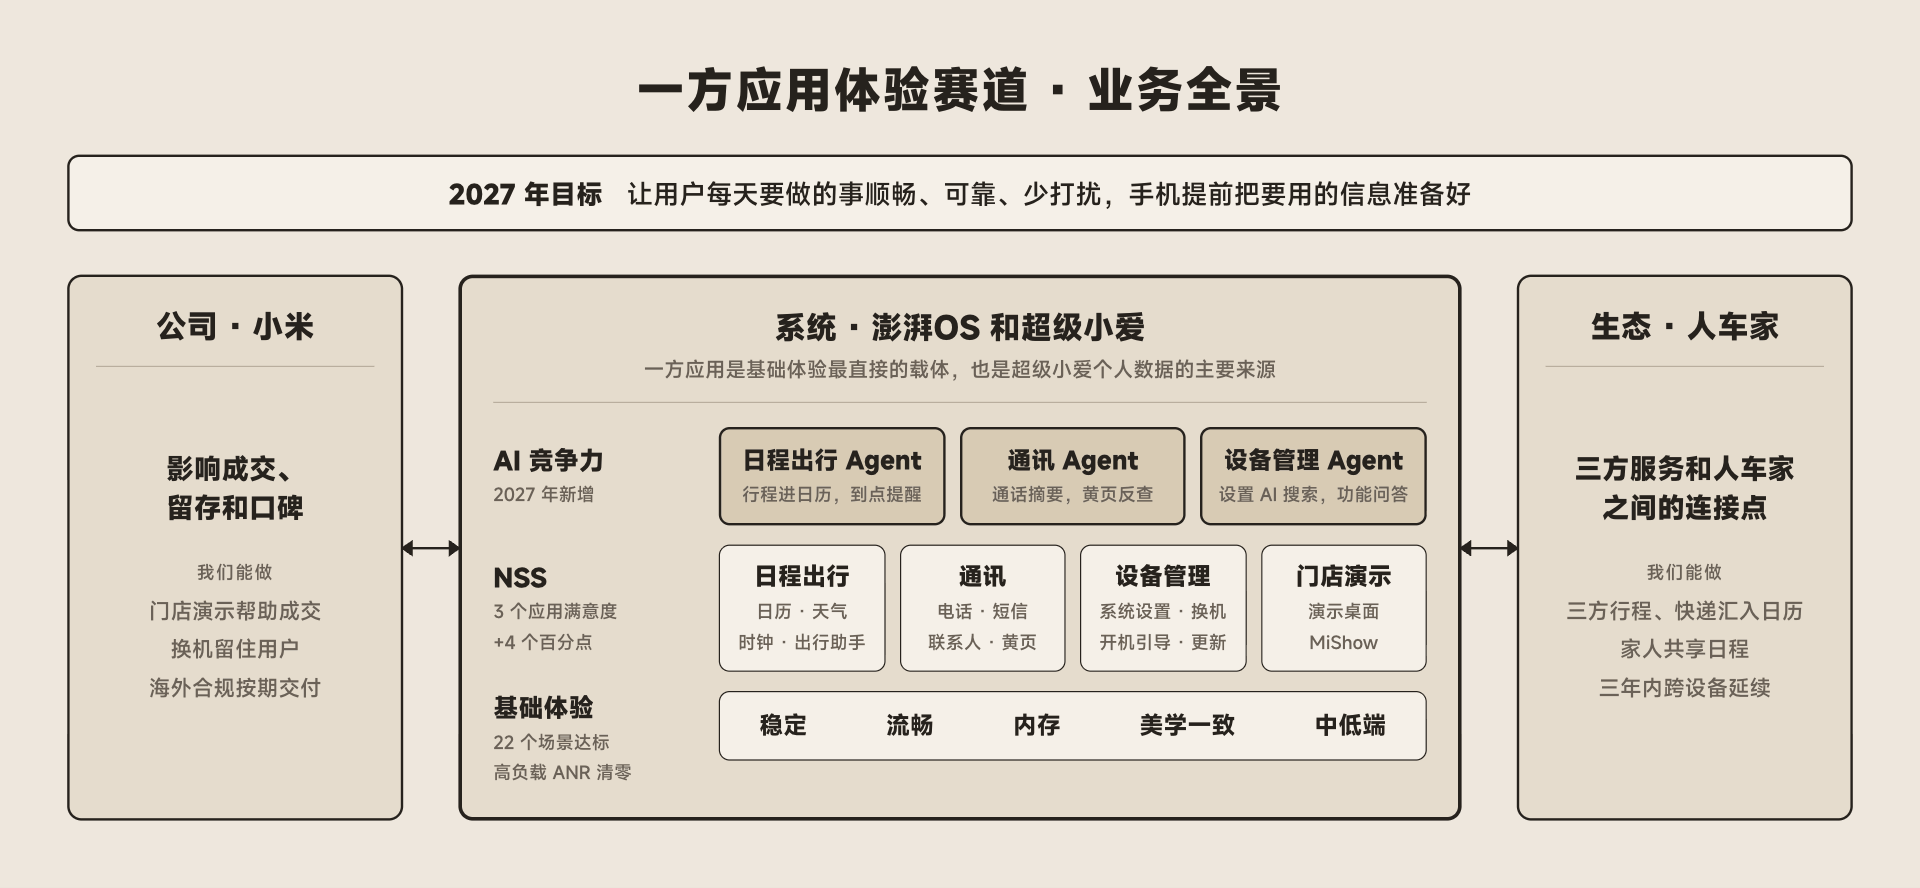 一方应用体验赛道 · 业务全景
2027 年目标 让用户每天要做的事顺畅、可靠、少打扰，手机提前把要用的信息准备好
公司 · 小米
影响成交、
留存和口碑
我们能做
门店演示帮助成交
换机留住用户
海外合规按期交付
系统 · 澎湃OS 和超级小爱
一方应用是基础体验最直接的载体，也是超级小爱个人数据的主要来源
AI 竞争力
2027 年新增
日程出行 Agent
行程进日历，到点提醒
通讯 Agent
通话摘要，黄页反查
设备管理 Agent
设置 AI 搜索，功能问答
NSS
3 个应用满意度
+4 个百分点
日程出行
日历 · 天气
时钟 · 出行助手
通讯
电话 · 短信
联系人 · 黄页
设备管理
系统设置 · 换机
开机引导 · 更新
门店演示
演示桌面
MiShow
基础体验
22 个场景达标
高负载 ANR 清零
稳定 流畅 内存 美学一致 中低端
生态 · 人车家
三方服务和人车家
之间的连接点
我们能做
三方行程、快递汇入日历
家人共享日程
三年内跨设备延续